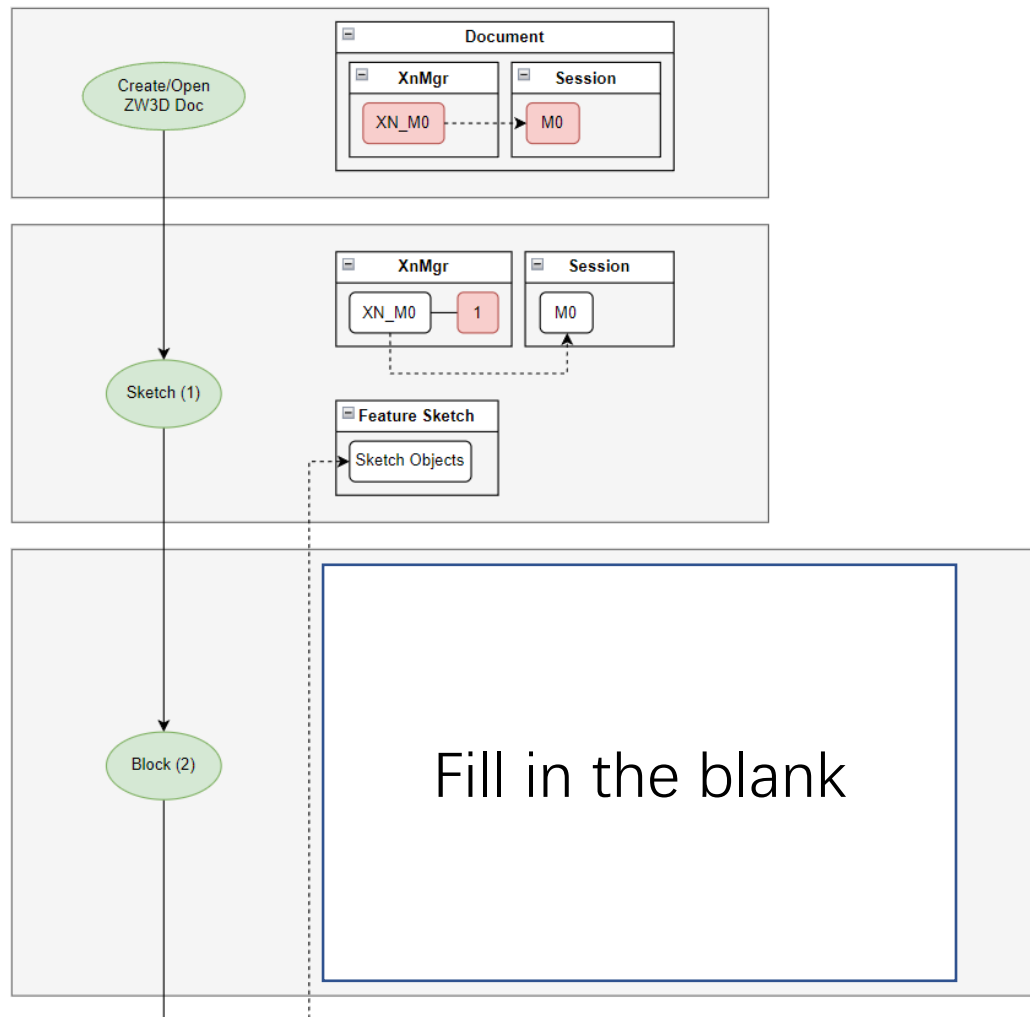 Document
Create/Open
ZW3D Doc
XnMgr
Session
XN_M0
M0
XnMgr
Session
XN_M0
1
M0
Sketch (1)
Feature Sketch
Sketch Objects
Block (2)
Fill in the blank